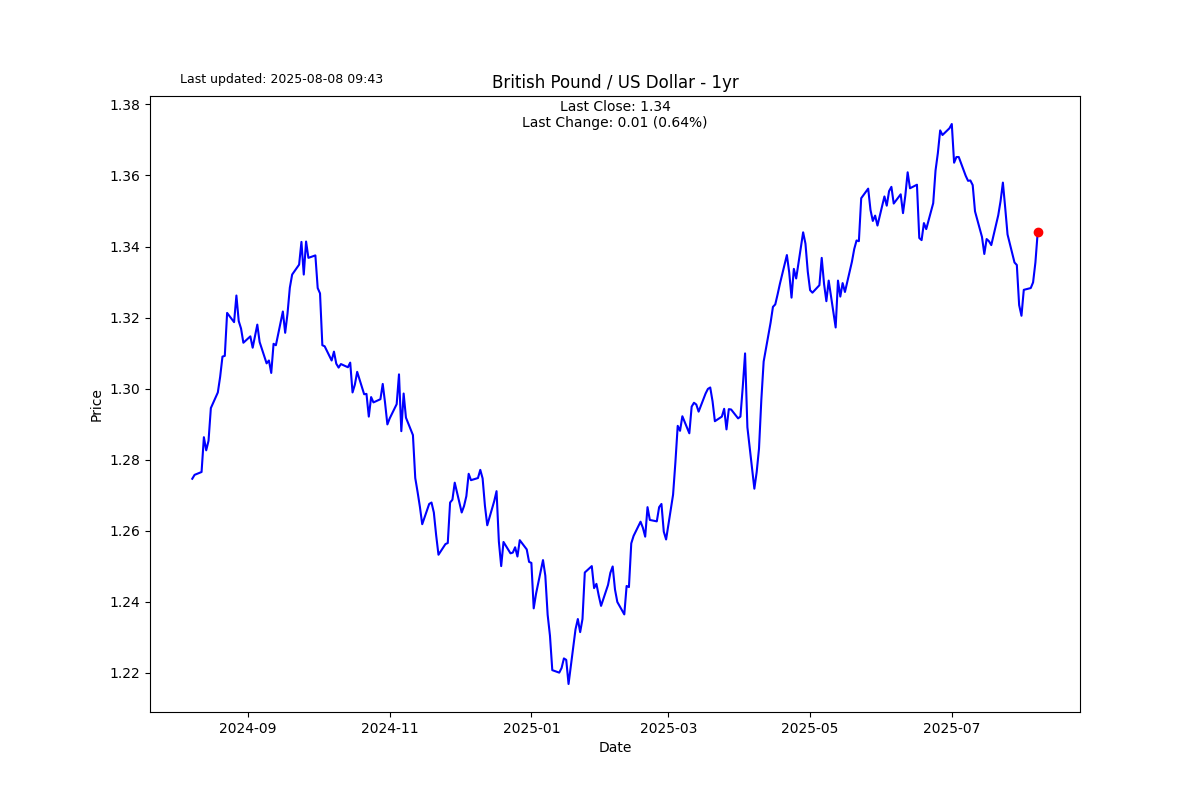 Last updated: 2025-08-08 09:43
British Pound / US Dollar - 1yr
Last Close: 1.34
Last Change: 0.01 (0.64%)
Price
1.38
1.36
1.34
1.32
1.30
1.28
1.26
1.24
1.22
2024-09
2024-11
2025-01
2025-03
2025-05
2025-07
Date